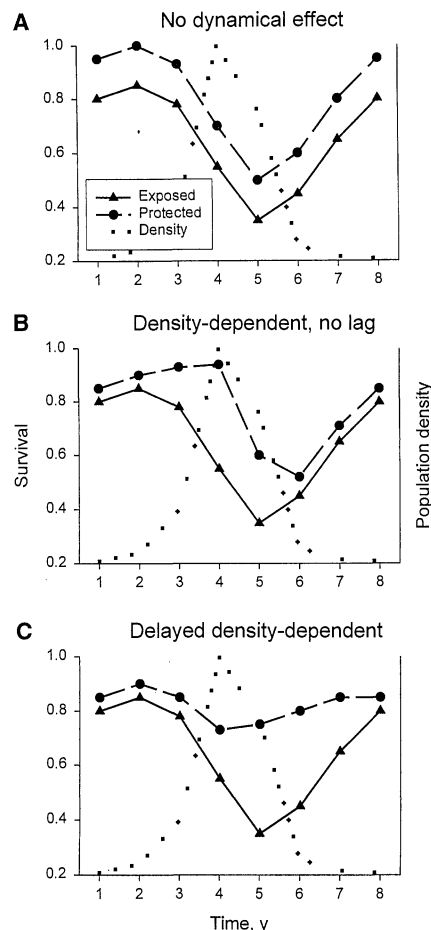 A
No dynamical effect
1.0
0.8
0.6
0.4
0.2
Exposed
Protected
Density
1 2 3 4 5 6 7 8
B
Density-dependent, no lag
1.0
0.8
0.6
0.4
0.2
1 2 3 4 5 6 7 8
Survival
Population density
C
Delayed density-dependent
1.0
0.8
0.6
0.4
0.2
1 2 3 4 5 6 7 8
Time, y